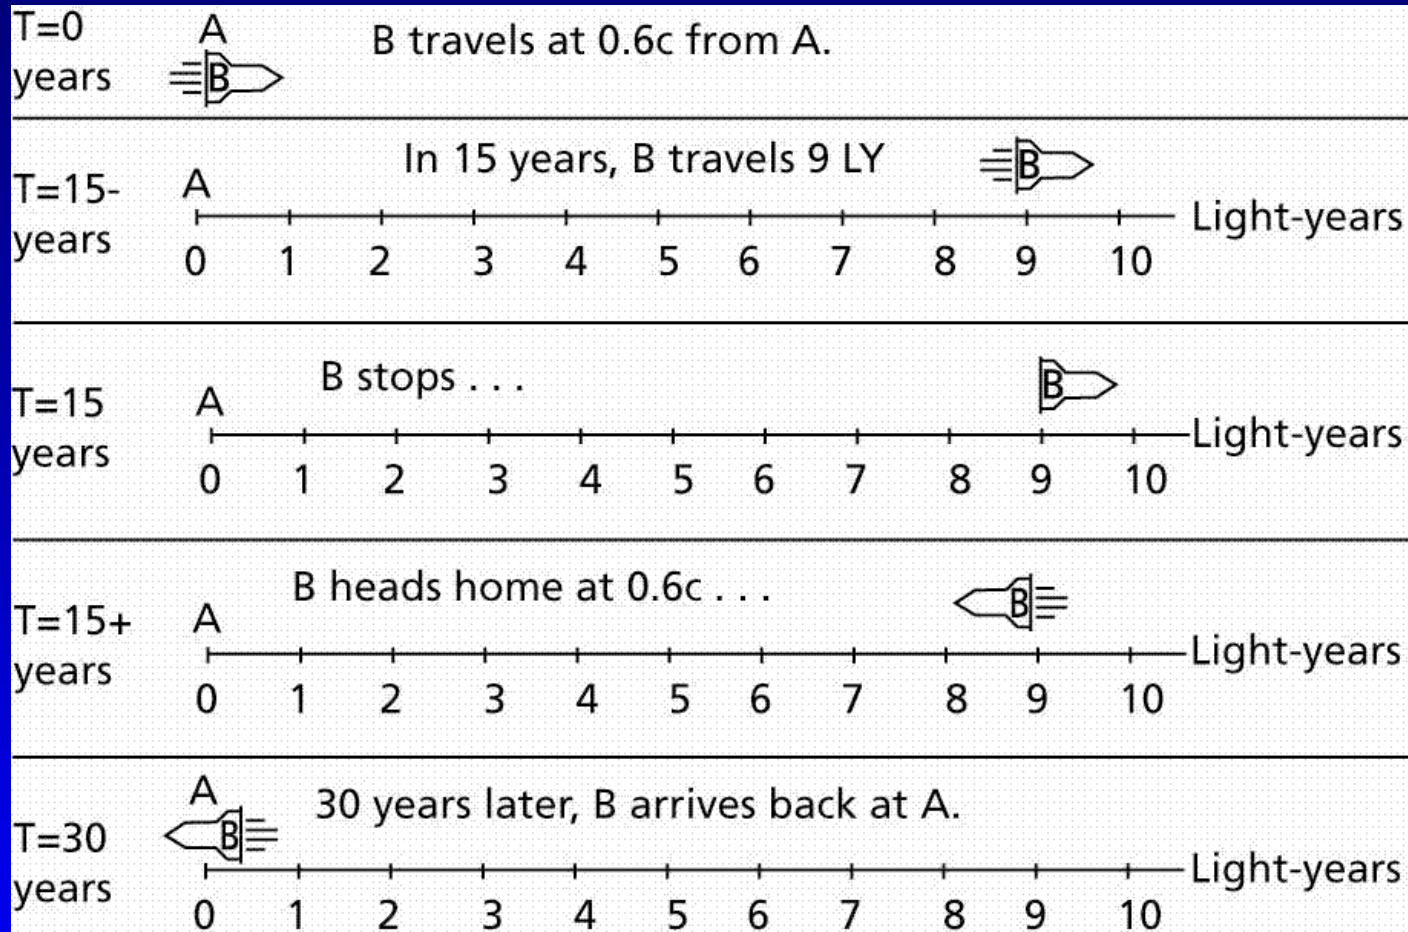 T=0
years
A
B
B travels at 0.6c from A.
T=15-
years
A
In 15 years, B travels 9 LY
B
Light-years
0 1 2 3 4 5 6 7 8 9 10
T=15
years
A
B stops . . .
B
Light-years
0 1 2 3 4 5 6 7 8 9 10
T=15+
years
A
B heads home at 0.6c . . .
B
Light-years
0 1 2 3 4 5 6 7 8 9 10
T=30
years
A
B
30 years later, B arrives back at A.
Light-years
0 1 2 3 4 5 6 7 8 9 10